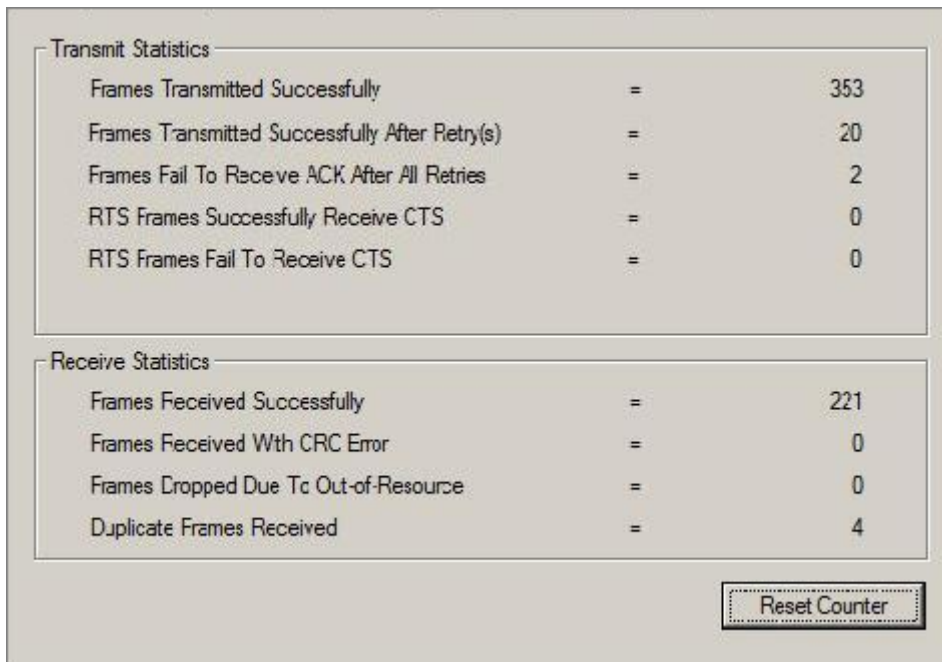 Transmit Statistics
Frames Transmitted Successfully = 353
Frames Transmitted Successfully After Retry(s) = 20
Frames Fail To Receive ACK After All Retries = 2
RTS Frames Successfully Receive CTS = 0
RTS Frames Fail To Receive CTS = 0
Receive Statistics
Frames Received Successfully = 221
Frames Received With CRC Error = 0
Frames Dropped Due To Out-of-Resource = 0
Duplicate Frames Received = 4
Reset Counter